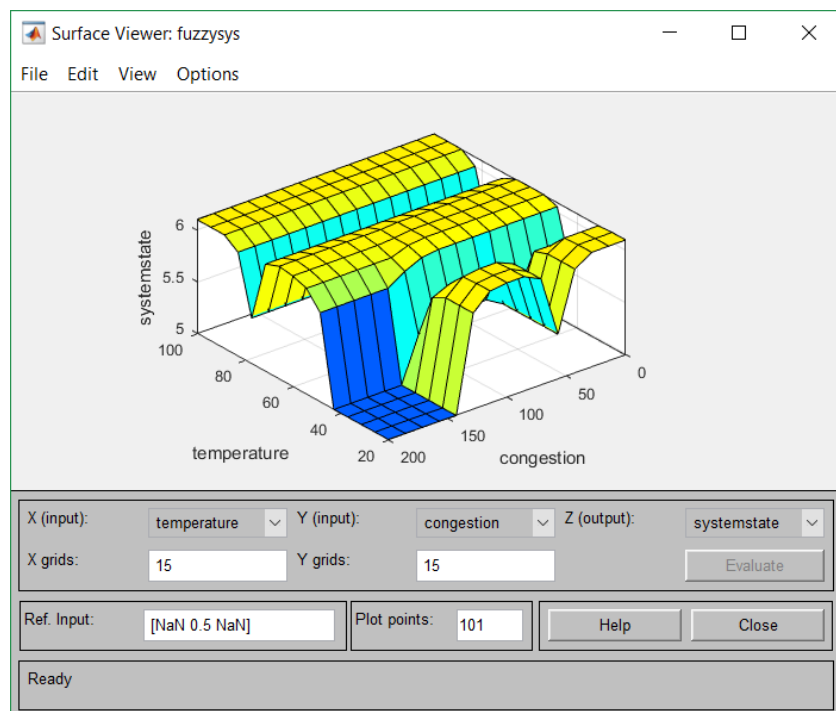 Surface Viewer: fuzzysys
File Edit View Options
6
5.5
5
systemstate
100
80
60
40
20
temperature
200
150
100
50
0
congestion
X (input): temperature Y (input): congestion Z (output): systemstate
X grids: 15 Y grids: 15 Evaluate
Ref. Input: [NaN 0.5 NaN] Plot points: 101 Help Close
Ready